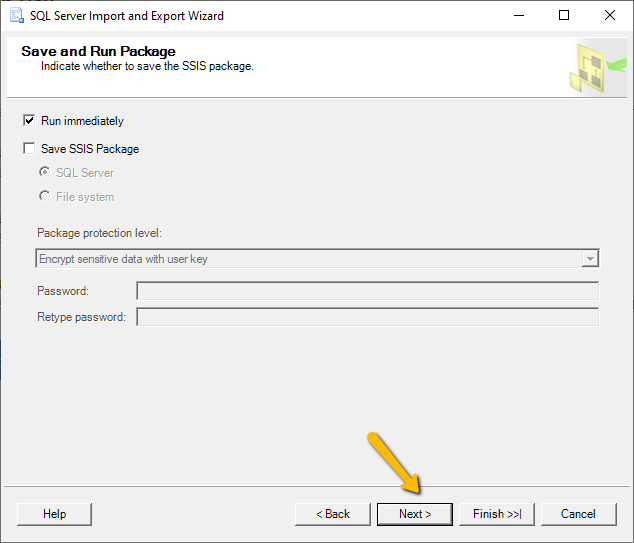 SQL Server Import and Export Wizard
Save and Run Package
Indicate whether to save the SSIS package.
Run immediately
Save SSIS Package
SQL Server
File system
Package protection level:
Encrypt sensitive data with user key
Password:
Retype password:
Help
< Back
Next >
Finish >>|
Cancel